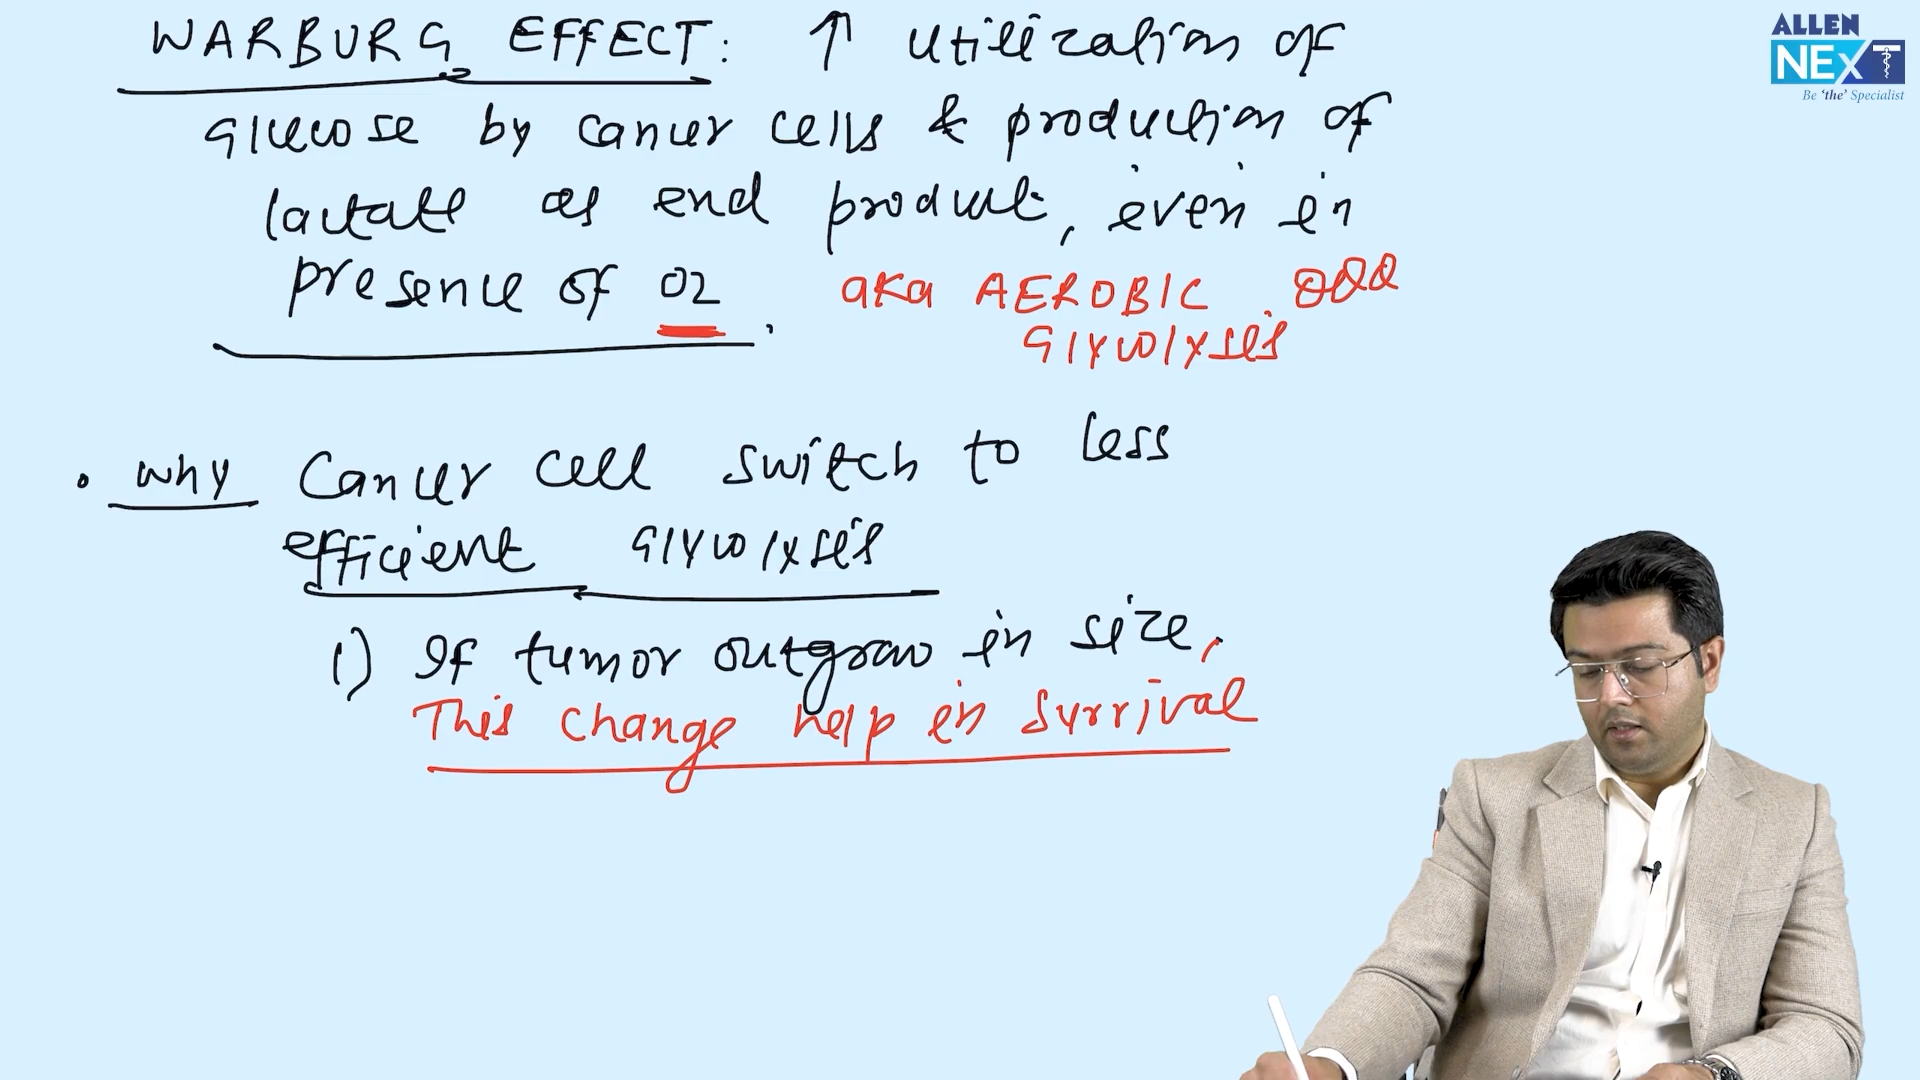 WARBURG EFFECT: ↑ utilization of
glucose by cancer cells & production of
lactate as end product, even in
presence of O2.
aka AEROBIC
Glycolysis
• Why Cancer cell switch to less
efficient Glycolysis
1) If tumor outgrow in size,
This change help in survival
ALLEN
NExT
Be 'the' Specialist